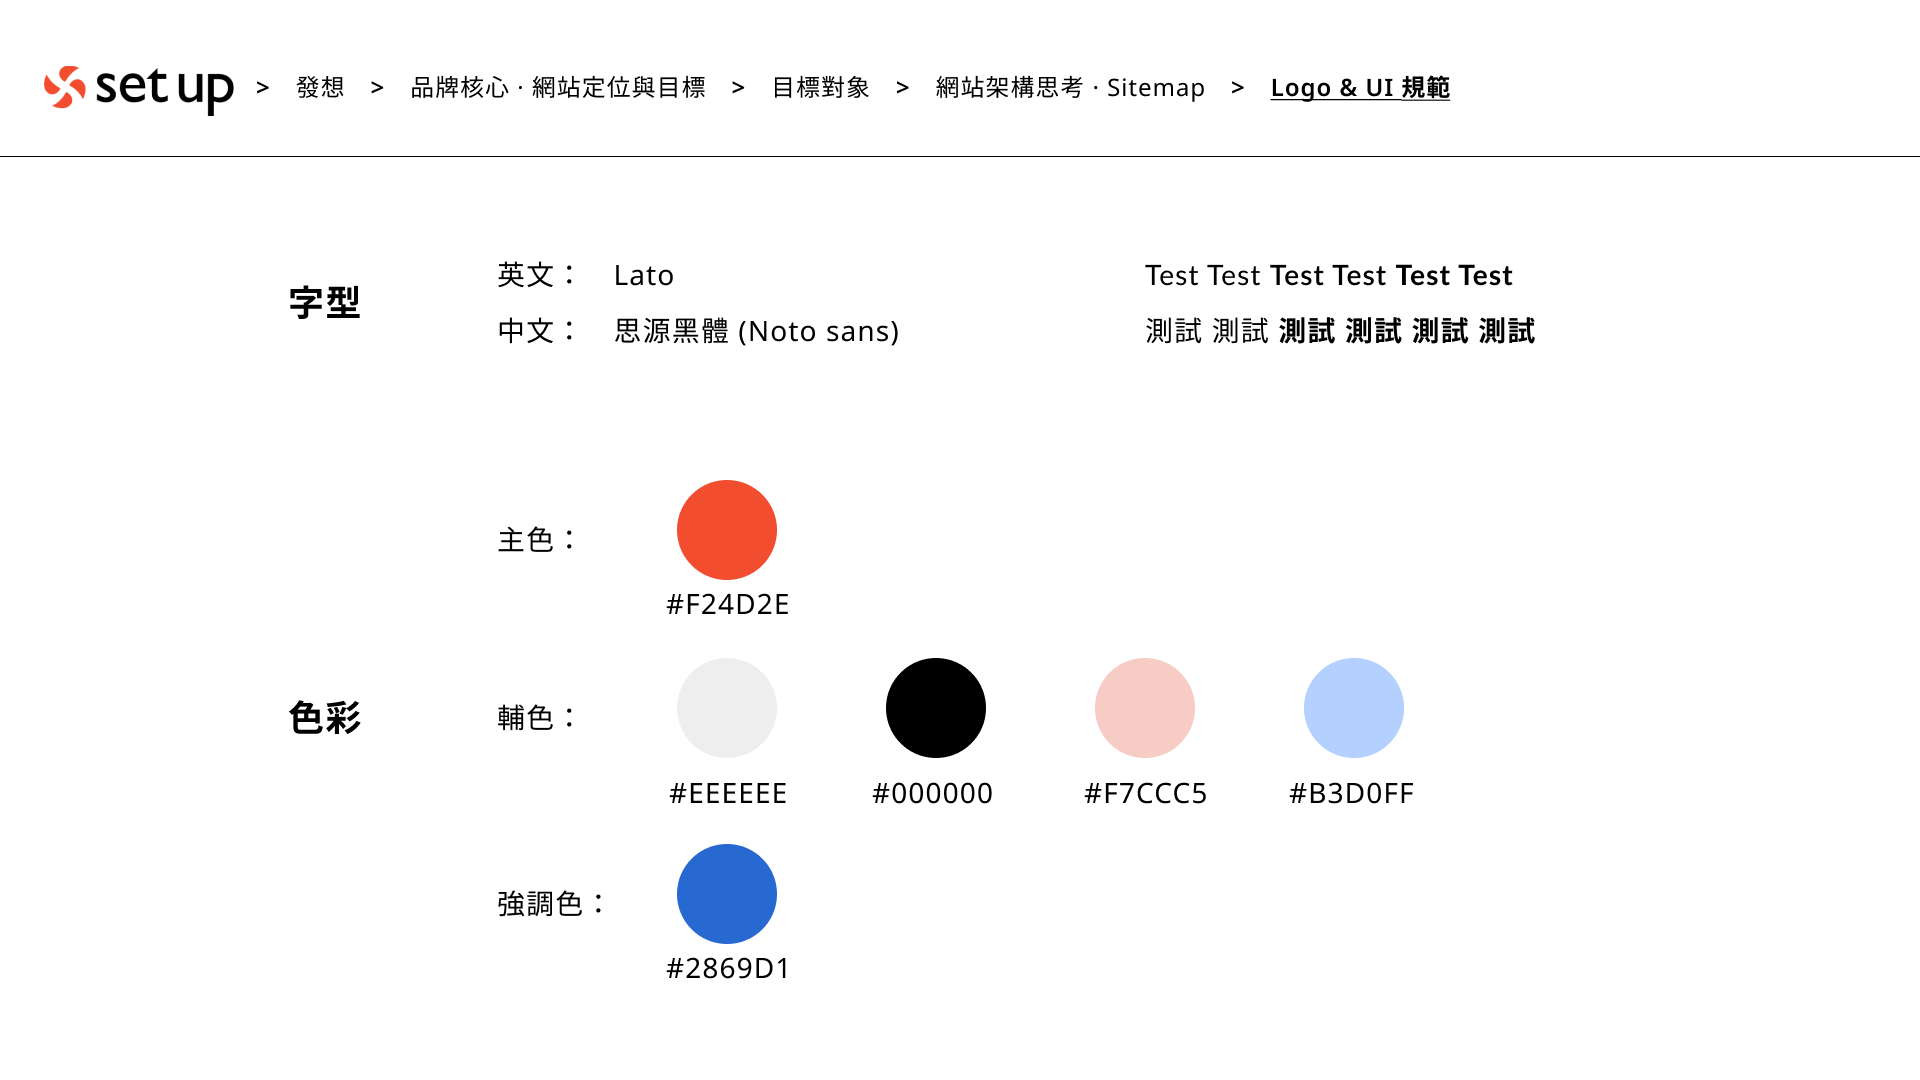 set up > 發想 > 品牌核心 · 網站定位與目標 > 目標對象 > 網站架構思考 · Sitemap > Logo & UI 規範
字型
英文： Lato Test Test Test Test Test Test
中文： 思源黑體 (Noto sans) 測試 測試 測試 測試 測試 測試
色彩
主色：
#F24D2E
輔色：
#EEEEEE #000000 #F7CCC5 #B3D0FF
強調色：
#2869D1